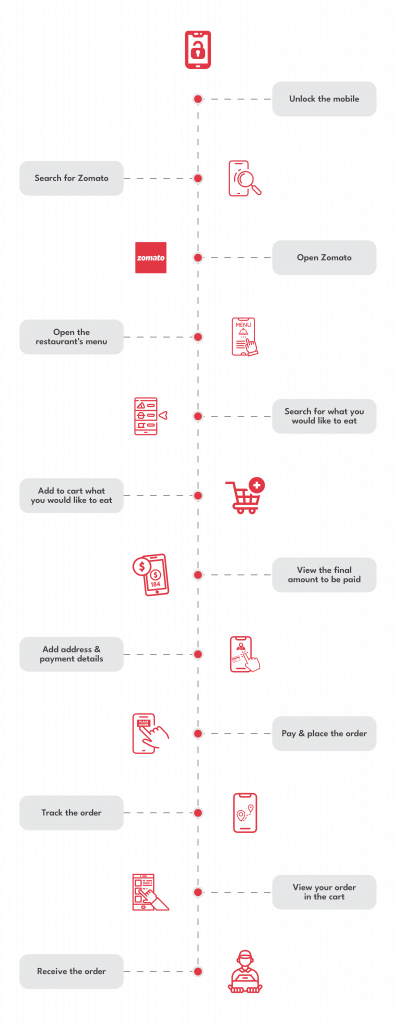 Unlock the mobile
Search for Zomato
zomato
Open Zomato
Open the
restaurant's menu
MENU
Search for what you
would like to eat
Add to cart what
you would like to eat
$
$
184
View the final
amount to be paid
Add address &
payment details
Pay & place the order
Track the order
View your order
in the cart
Receive the order